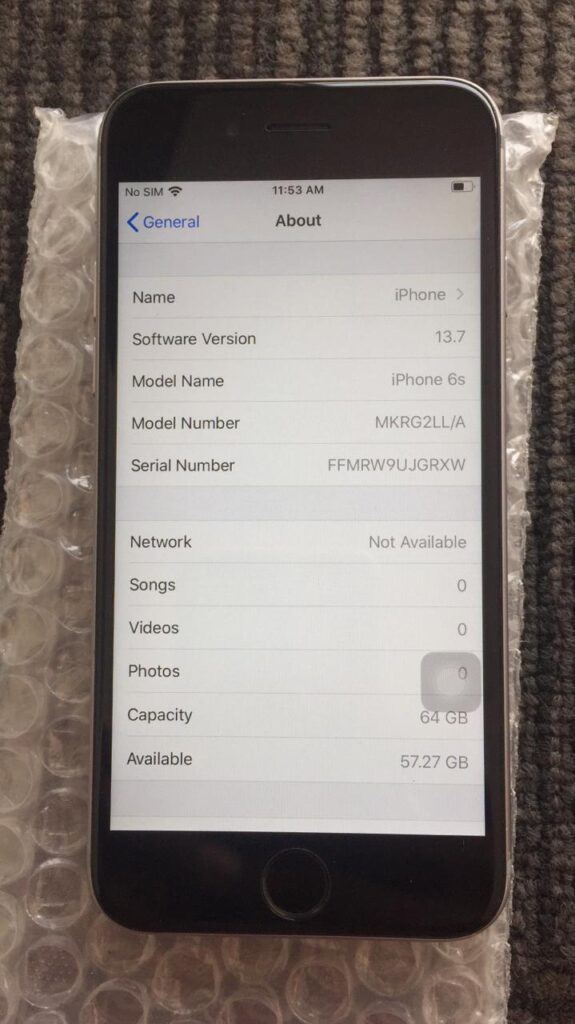 No SIM 11:53 AM
General About
Name iPhone
Software Version 13.7
Model Name iPhone 6s
Model Number MKRG2LL/A
Serial Number FFMRW9UJGRXW
Network Not Available
Songs 0
Videos 0
Photos 0
Capacity 64 GB
Available 57.27 GB